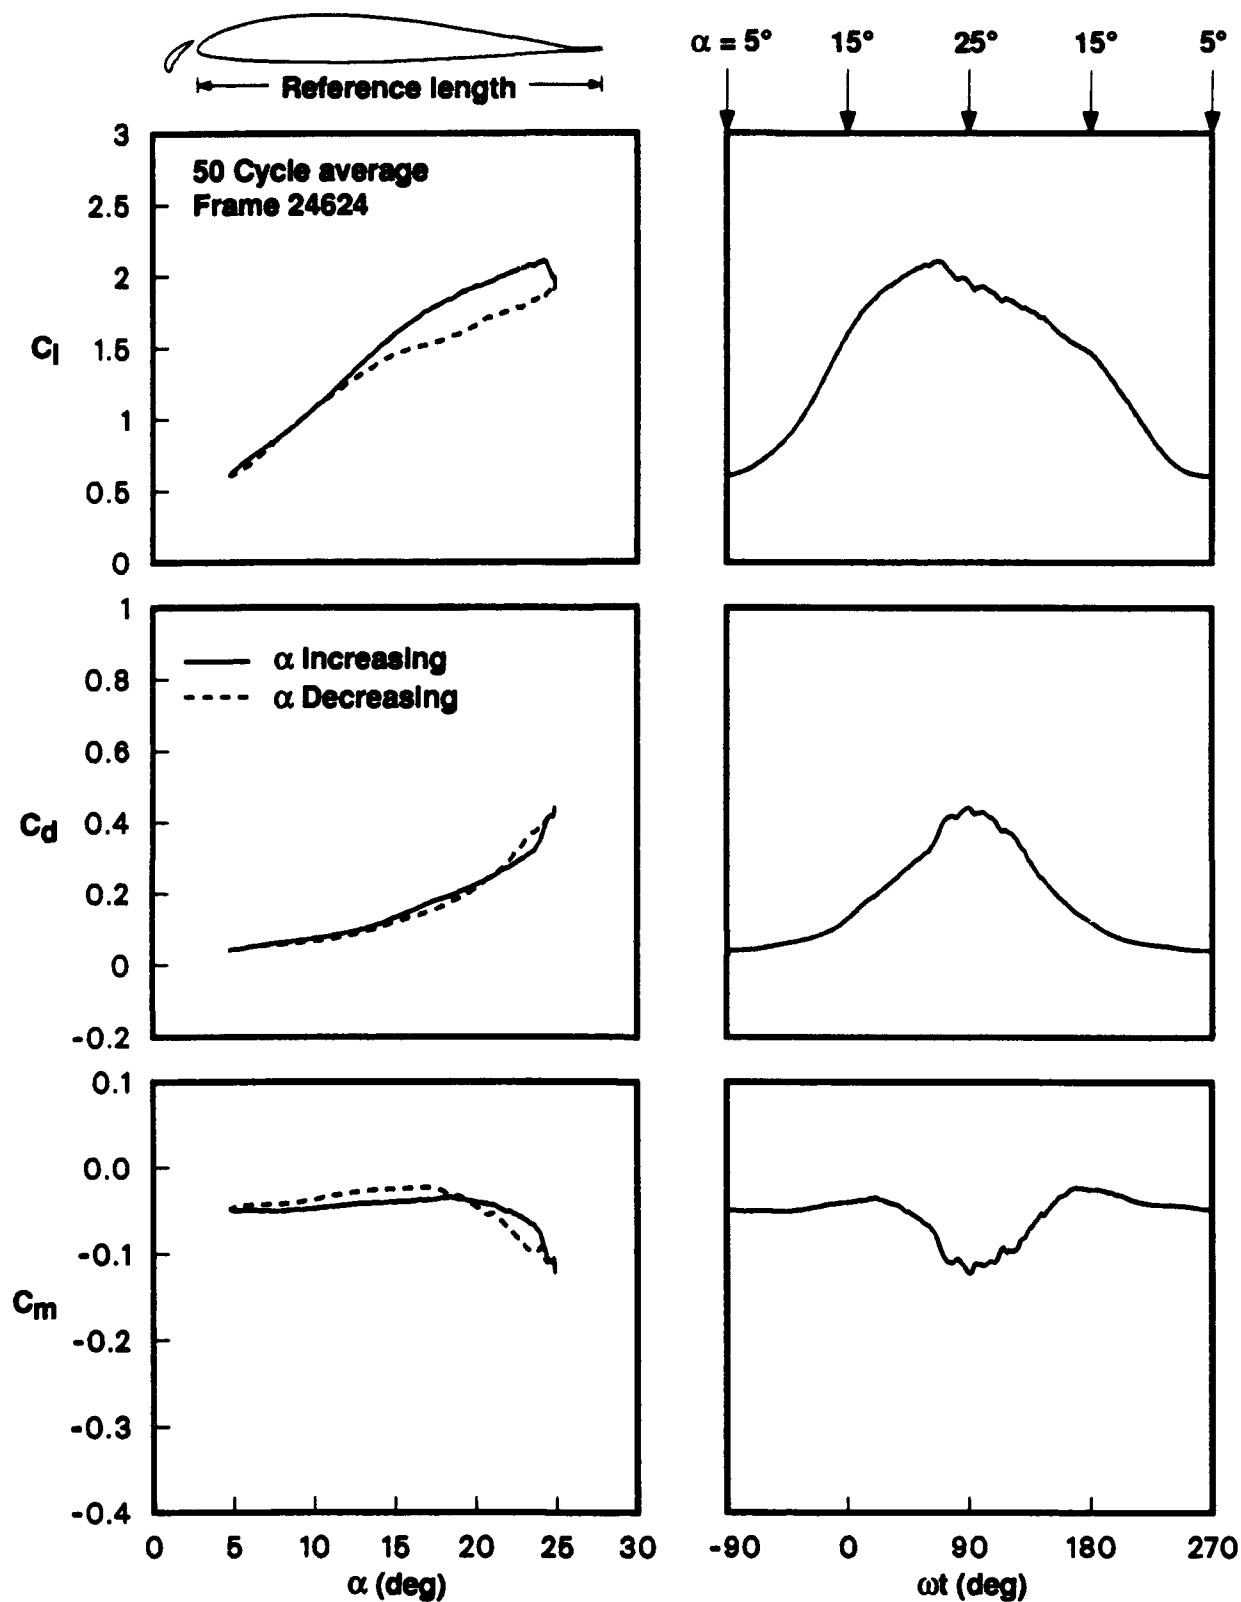 α = 5° 15° 25° 15° 5°
Reference length
3
50 Cycle average
Frame 24624
2.5
2
Cl 1.5
1
0.5
0
1
α Increasing
0.8
α Decreasing
0.6
Cd 0.4
0.2
0
-0.2
0.1
0.0
-0.1
Cm
-0.2
-0.3
-0.4
0 5 10 15 20 25 30
α (deg)
-90 0 90 180 270
ωt (deg)